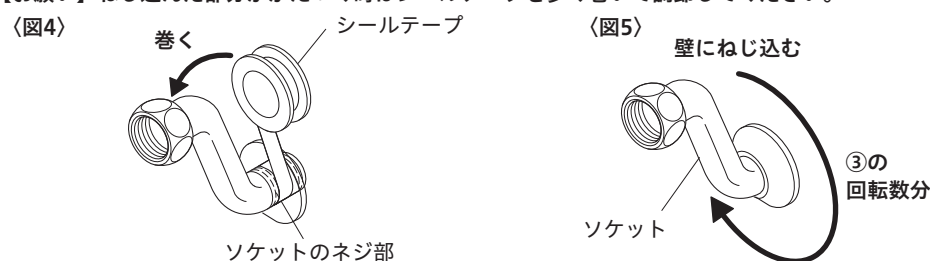 〈図4〉
巻く
シールテープ
ソケットのネジ部
〈図5〉
壁にねじ込む
③の
回転数分
ソケット